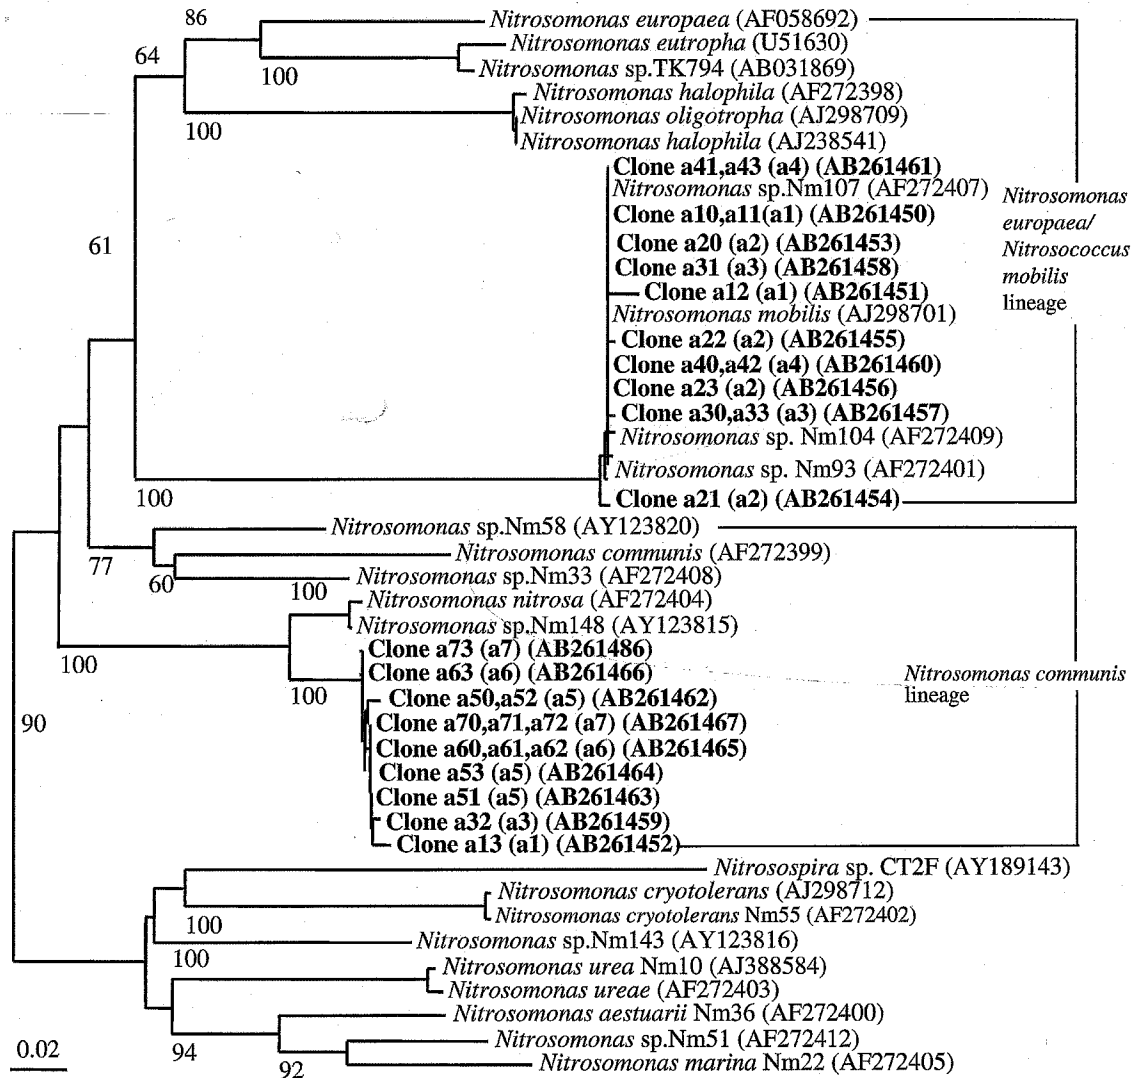 86
Nitrosomonas europaea (AF058692)
64
Nitrosomonas eutropha (U51630)
100
Nitrosomonas sp.TK794 (AB031869)
Nitrosomonas halophila (AF272398)
Nitrosomonas oligotropha (AJ298709)
100
Nitrosomonas halophila (AJ238541)
Clone a41,a43 (a4) (AB261461)
Nitrosomonas sp.Nm107 (AF272407)
Nitrosomonas
europaea/
Nitrosococcus
mobilis
lineage
Clone a10,a11(a1) (AB261450)
61
Clone a20 (a2) (AB261453)
Clone a31 (a3) (AB261458)
Clone a12 (a1) (AB261451)
Nitrosomonas mobilis (AJ298701)
Clone a22 (a2) (AB261455)
Clone a40,a42 (a4) (AB261460)
Clone a23 (a2) (AB261456)
Clone a30,a33 (a3) (AB261457)
Nitrosomonas sp. Nm104 (AF272409)
Nitrosomonas sp. Nm93 (AF272401)
100
Clone a21 (a2) (AB261454)
Nitrosomonas sp.Nm58 (AY123820)
77
Nitrosomonas communis (AF272399)
60
Nitrosomonas sp.Nm33 (AF272408)
100
Nitrosomonas nitrosa (AF272404)
Nitrosomonas sp.Nm148 (AY123815)
100
Clone a73 (a7) (AB261486)
Clone a63 (a6) (AB261466)
Nitrosomonas communis
lineage
100
Clone a50,a52 (a5) (AB261462)
90
Clone a70,a71,a72 (a7) (AB261467)
Clone a60,a61,a62 (a6) (AB261465)
Clone a53 (a5) (AB261464)
Clone a51 (a5) (AB261463)
Clone a32 (a3) (AB261459)
Clone a13 (a1) (AB261452)
Nitrosospira sp. CT2F (AY189143)
Nitrosomonas cryotolerans (AJ298712)
100
Nitrosomonas cryotolerans Nm55 (AF272402)
Nitrosomonas sp.Nm143 (AY123816)
100
Nitrosomonas urea Nm10 (AJ388584)
Nitrosomonas ureae (AF272403)
Nitrosomonas aestuarii Nm36 (AF272400)
94
Nitrosomonas sp.Nm51 (AF272412)
92
Nitrosomonas marina Nm22 (AF272405)
0.02